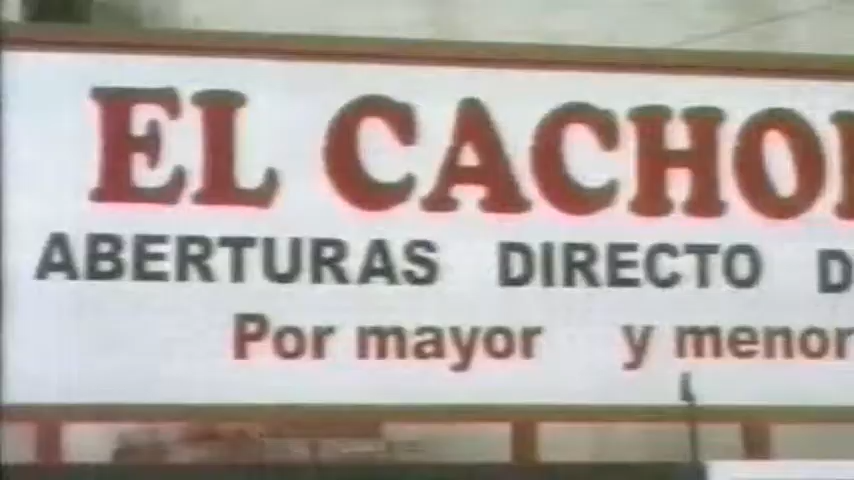 EL CACHO
ABERTURAS DIRECTO D
Por mayor y menor